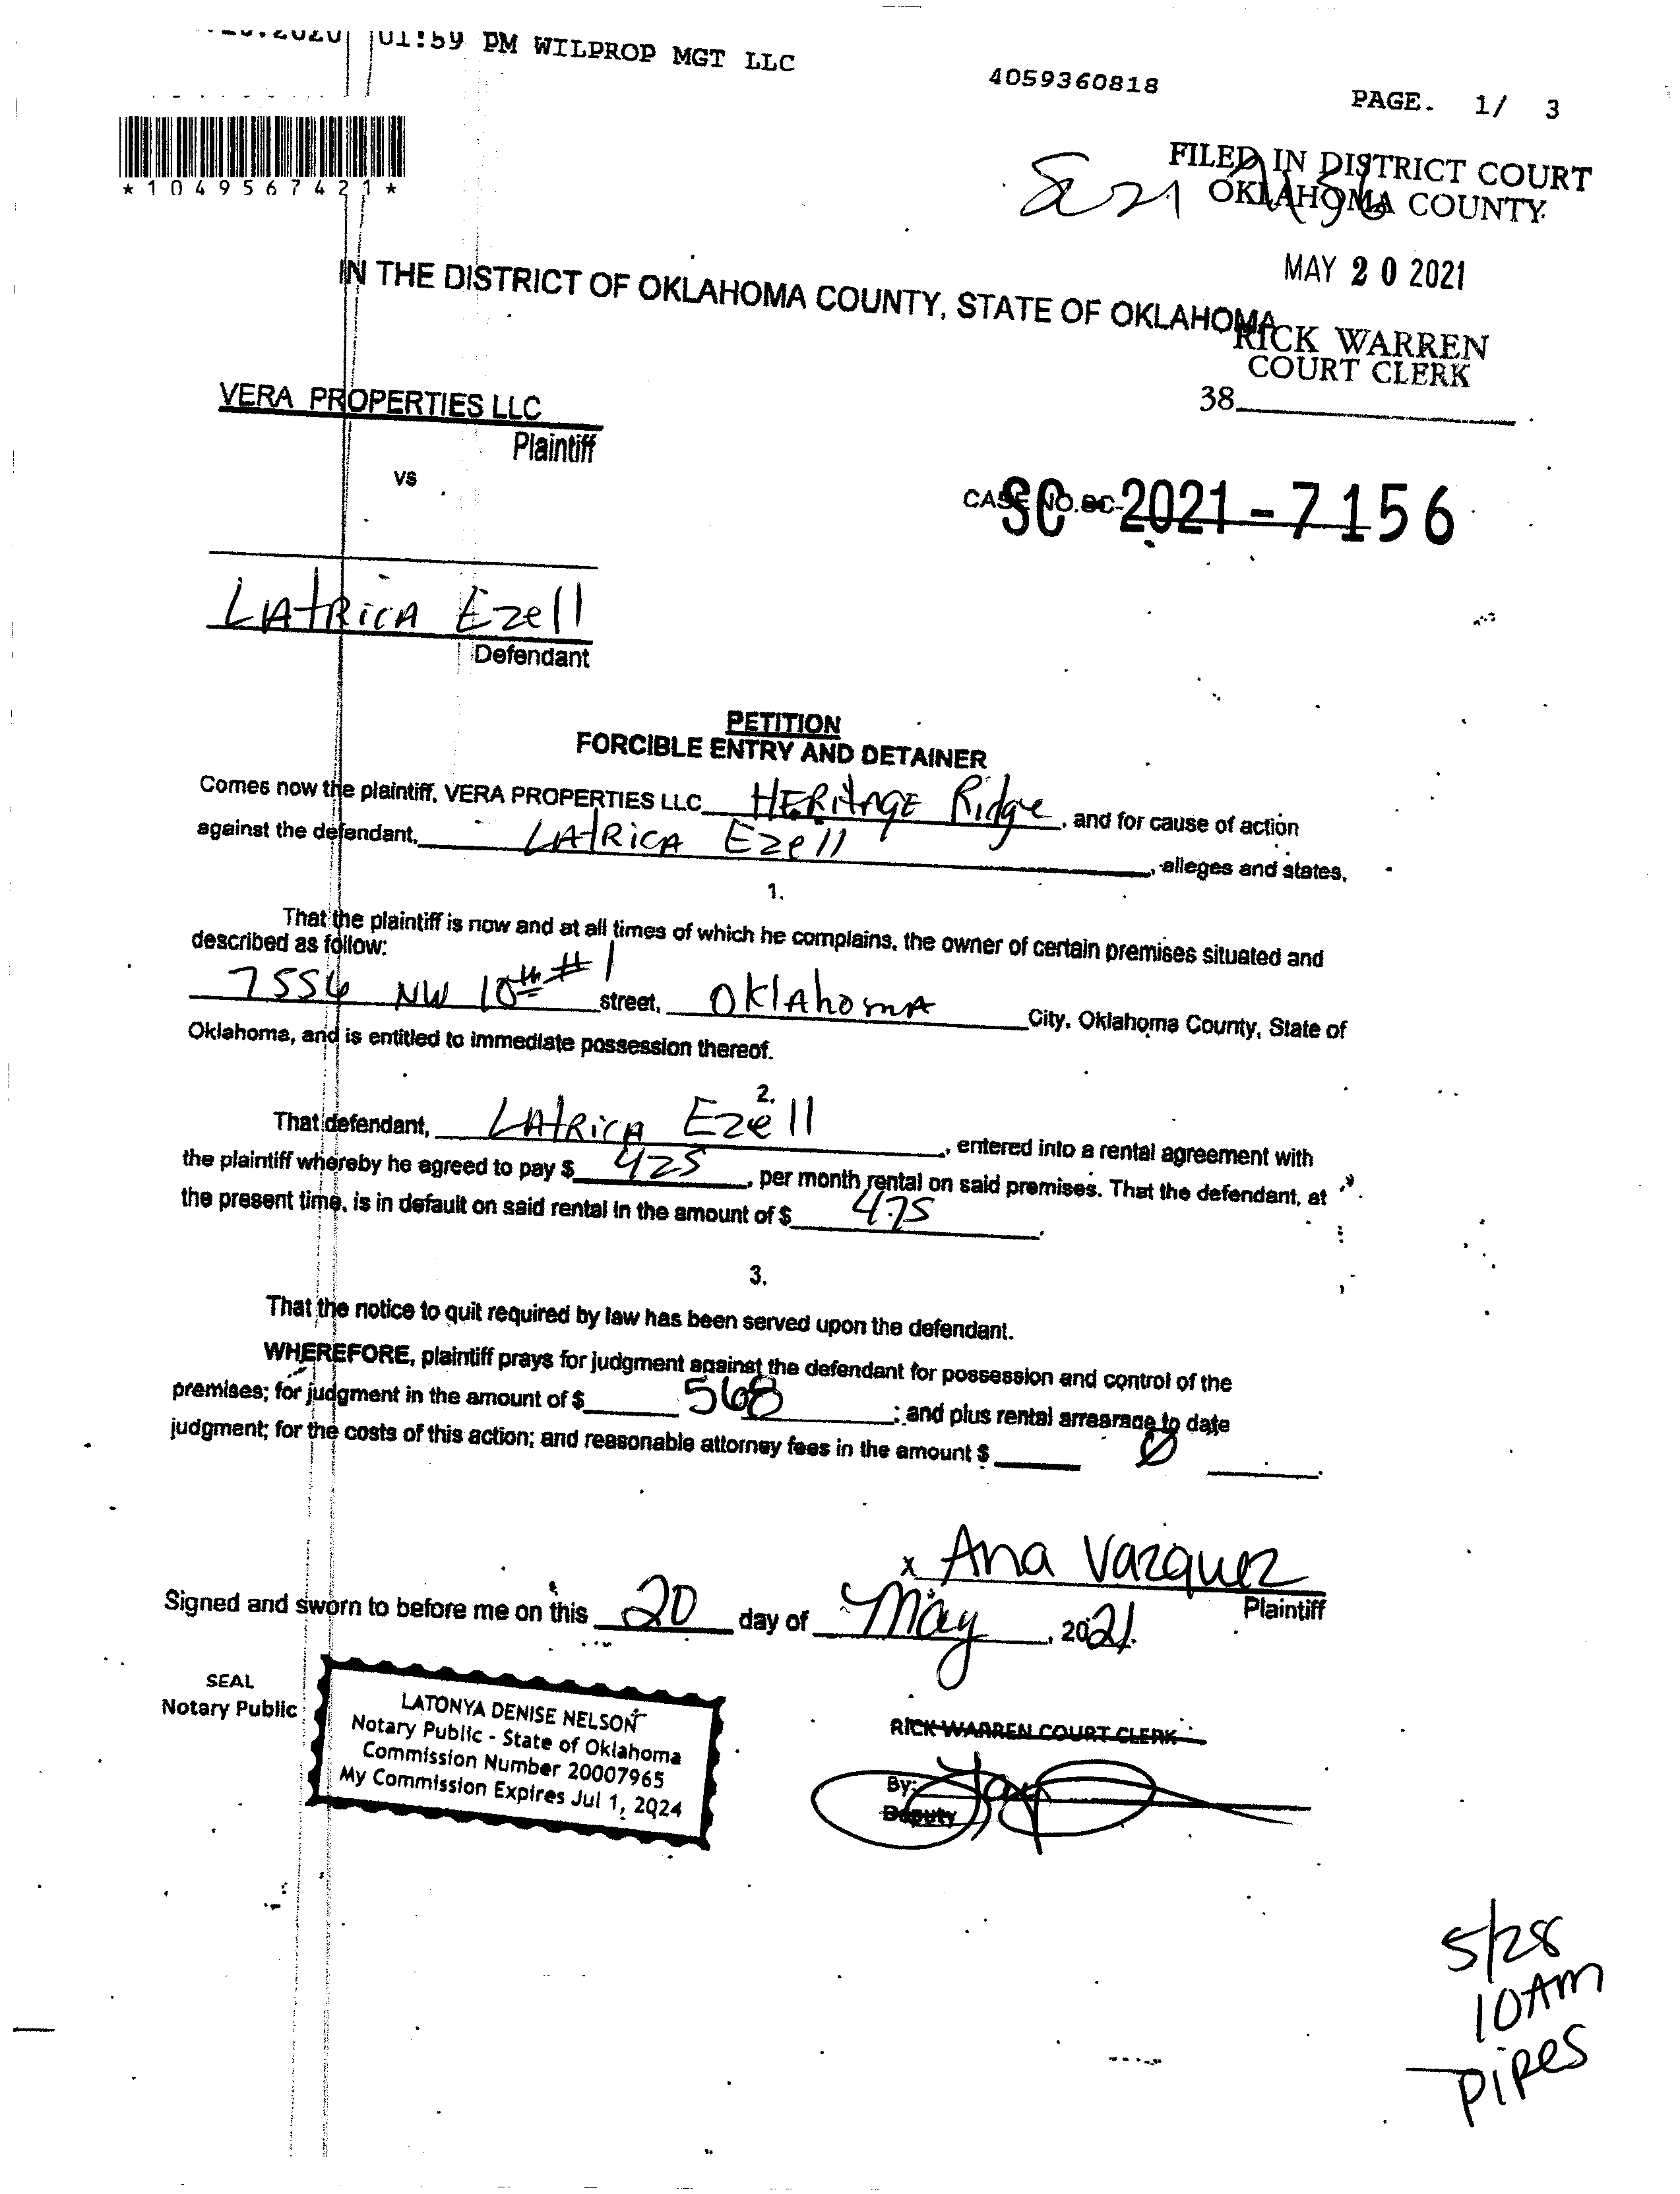 01:59 PM WILPROP MGT LLC 4059360818 PAGE. 1/ 3
*1049567421*
FILED IN DISTRICT COURT
OKLAHOMA COUNTY
MAY 20 2021
IN THE DISTRICT OF OKLAHOMA COUNTY, STATE OF OKLAHOMA
RICK WARREN
COURT CLERK
38
VERA PROPERTIES LLC
Plaintiff
vs
CASE NO. SC-
SC 2021-7156
LAtRicA Ezell
Defendant
PETITION
FORCIBLE ENTRY AND DETAINER
Comes now the plaintiff, VERA PROPERTIES LLC HERitAGE Ridge, and for cause of action
against the defendant, LAtRicA Ezell, alleges and states,
1.
That the plaintiff is now and at all times of which he complains, the owner of certain premises situated and
described as follow:
7556 NW 10th #1 street, OklAhomA City, Oklahoma County, State of
Oklahoma, and is entitled to immediate possession thereof.
2.
That defendant, LAtRicA Ezell, entered into a rental agreement with
the plaintiff whereby he agreed to pay $ 425, per month rental on said premises. That the defendant, at
the present time, is in default on said rental in the amount of $ 475.
3.
That the notice to quit required by law has been served upon the defendant.
WHEREFORE, plaintiff prays for judgment against the defendant for possession and control of the
premises; for judgment in the amount of $ 568; and plus rental arrearage to date
judgment; for the costs of this action; and reasonable attorney fees in the amount $ Ø.
x Ana Vazquez
Plaintiff
Signed and sworn to before me on this 20 day of May, 2021.
SEAL
Notary Public
LATONYA DENISE NELSON
Notary Public - State of Oklahoma
Commission Number 20007965
My Commission Expires Jul 1, 2024
RICK WARREN COURT CLERK
By:
Deputy
5/28
10AM
PiRes